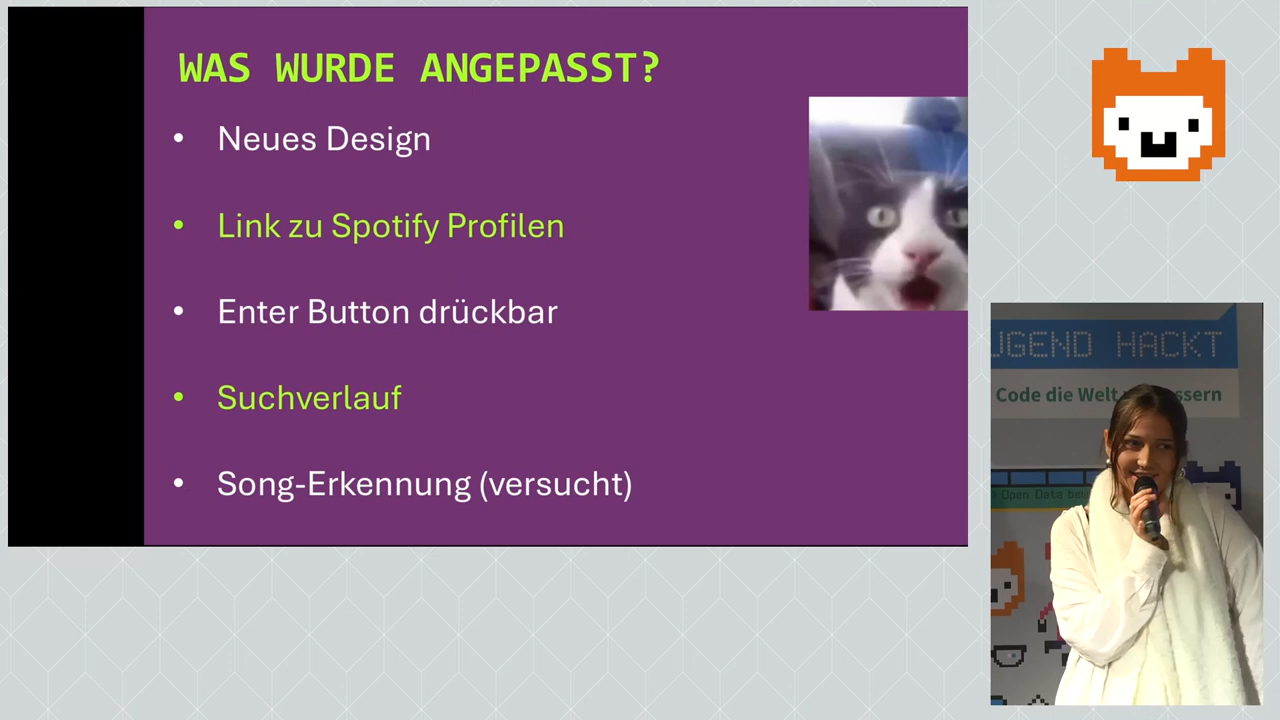 WAS WURDE ANGEPASST?
• Neues Design
• Link zu Spotify Profilen
• Enter Button drückbar
• Suchverlauf
• Song-Erkennung (versucht)
UGEND HACKT
Code die Welt
ssern
Open Data